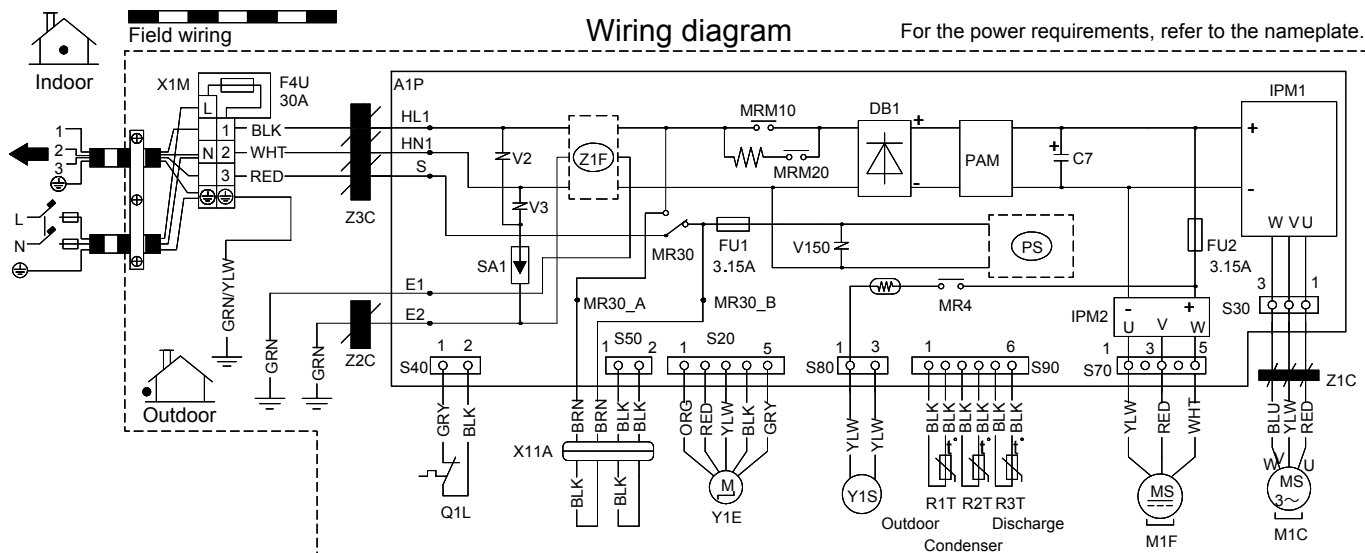 Wiring diagram
For the power requirements, refer to the nameplate.
Field wiring
Indoor
X1M
F4U
30A
A1P
IPM1
L
1
2
3
1 BLK
N 2 WHT
3 RED
HL1
HN1
S
Z3C
V2
V3
Z1F
MRM10
MRM20
DB1
+
-
PAM
+
C7
+
-
W V U
L
N
GRN/YLW
SA1
MR30
FU1
3.15A
V150
PS
FU2
3.15A
E1
E2
MR30_A
MR30_B
MR4
3
1
S30
IPM2
-
+
U
V
W
GRN
GRN
Z2C
Outdoor
S40
1
2
S50
1
2
S20
1
5
S80
1
3
1
6
S90
S70
1
3
5
Z1C
GRY
BLK
BRN
BRN
BLK
BLK
ORG
RED
YLW
BLK
GRY
YLW
YLW
BLK
BLK
BLK
BLK
BLK
BLK
YLW
RED
WHT
BLU
YLW
RED
X11A
BLK
BLK
t°
t°
t°
W
V
U
Q1L
M
Y1E
Y1S
R1T
R2T
R3T
Outdoor
Condenser
Discharge
MS
M1F
MS
3~
M1C